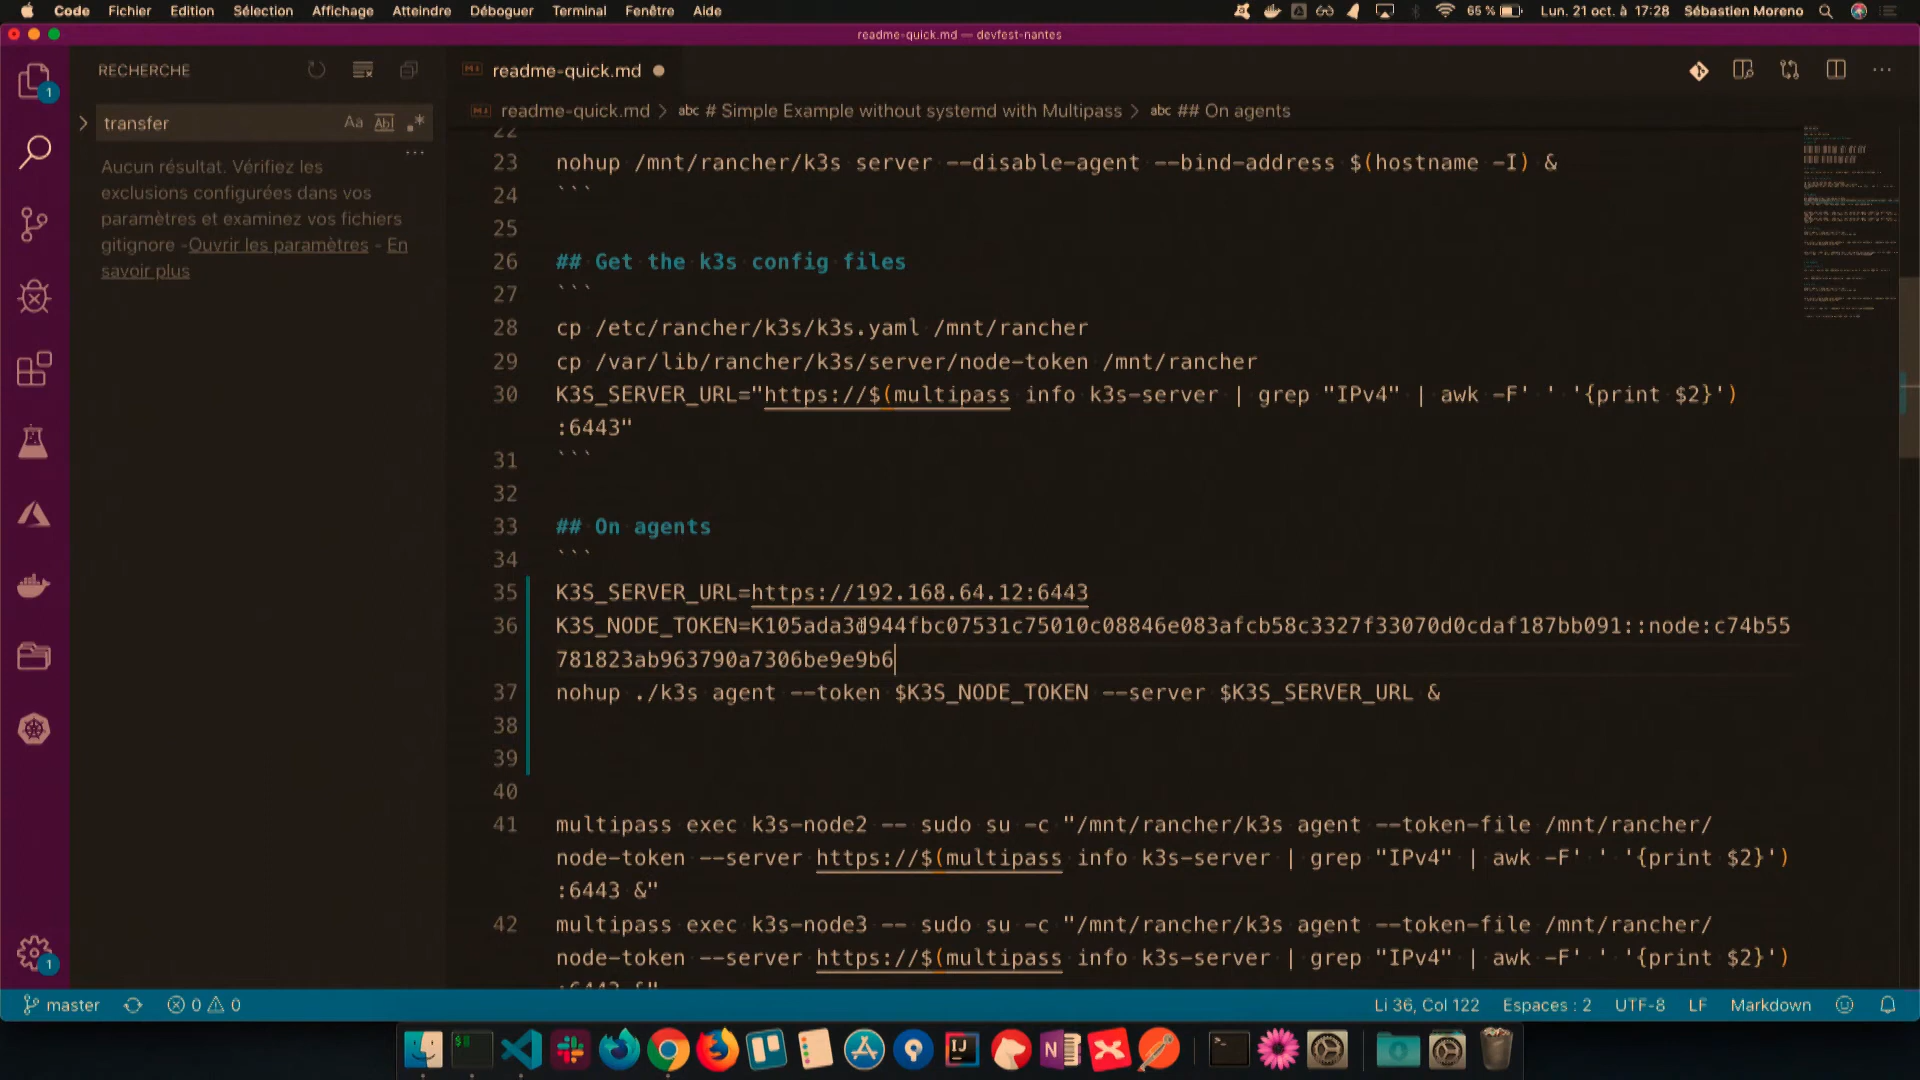 Code Fichier Edition Sélection Affichage Atteindre Déboguer Terminal Fenêtre Aide 65 % Lun. 21 oct. à 17:28 Sébastien Moreno
readme-quick.md — devfest-nantes
RECHERCHE
readme-quick.md
transfer
Aa Abl .*
Aucun résultat. Vérifiez les
exclusions configurées dans vos
paramètres et examinez vos fichiers
gitignore -Ouvrir les paramètres - En
savoir plus
readme-quick.md > abc # Simple Example without systemd with Multipass > abc ## On agents
22
23 nohup /mnt/rancher/k3s server --disable-agent --bind-address $(hostname -I) &
24 ```
25
26 ## Get the k3s config files
27 ```
28 cp /etc/rancher/k3s/k3s.yaml /mnt/rancher
29 cp /var/lib/rancher/k3s/server/node-token /mnt/rancher
30 K3S_SERVER_URL="https://$(multipass info k3s-server | grep "IPv4" | awk -F' ' '{print $2}')
:6443"
31 ```
32
33 ## On agents
34 ```
35 K3S_SERVER_URL=https://192.168.64.12:6443
36 K3S_NODE_TOKEN=K105ada3d944fbc07531c75010c08846e083afcb58c3327f33070d0cdaf187bb091::node:c74b55
781823ab963790a7306be9e9b6
37 nohup ./k3s agent --token $K3S_NODE_TOKEN --server $K3S_SERVER_URL &
38
39
40
41 multipass exec k3s-node2 -- sudo su -c "/mnt/rancher/k3s agent --token-file /mnt/rancher/
node-token --server https://$(multipass info k3s-server | grep "IPv4" | awk -F' ' '{print $2}')
:6443 &"
42 multipass exec k3s-node3 -- sudo su -c "/mnt/rancher/k3s agent --token-file /mnt/rancher/
node-token --server https://$(multipass info k3s-server | grep "IPv4" | awk -F' ' '{print $2}')
:6443 &"
1
1
master 0 0 Li 36, Col 122 Espaces : 2 UTF-8 LF Markdown